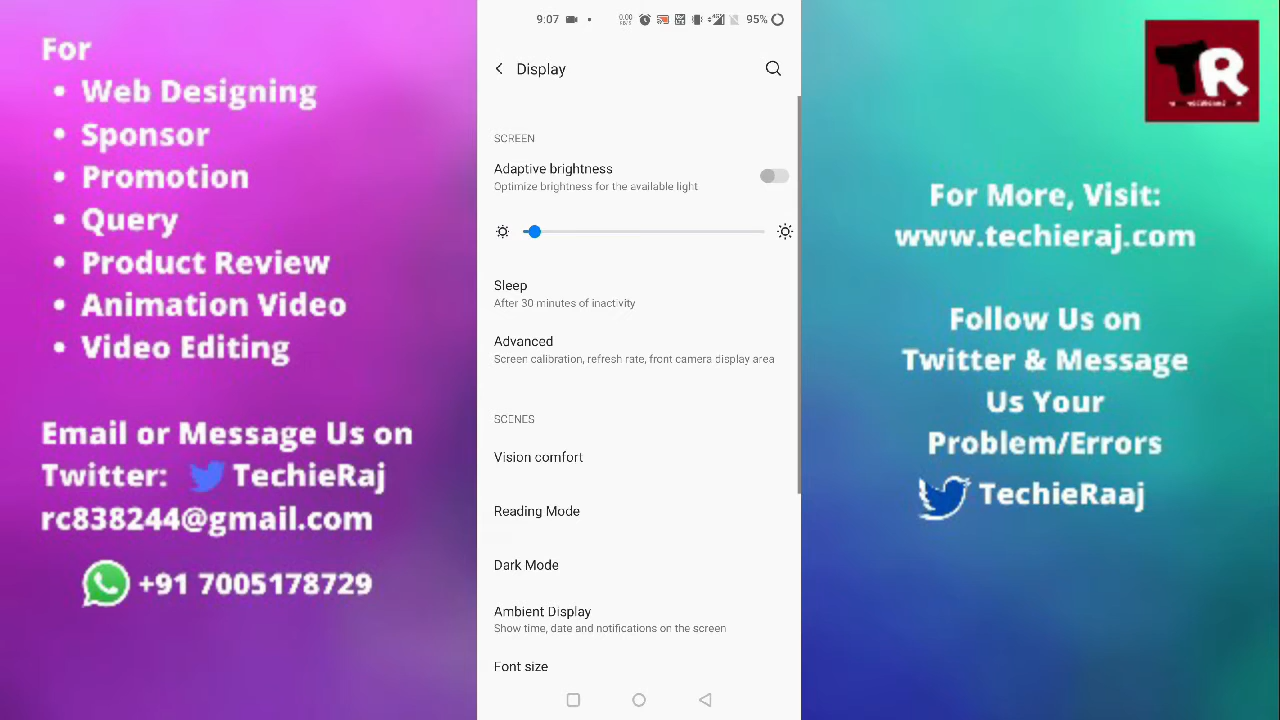 For
• Web Designing
• Sponsor
• Promotion
• Query
• Product Review
• Animation Video
• Video Editing
Email or Message Us on
Twitter: TechieRaj
rc838244@gmail.com
+91 7005178729
9:07
0.00
95%
Display
SCREEN
Adaptive brightness
Optimize brightness for the available light
Sleep
After 30 minutes of inactivity
Advanced
Screen calibration, refresh rate, front camera display area
SCENES
Vision comfort
Reading Mode
Dark Mode
Ambient Display
Show time, date and notifications on the screen
Font size
TR
For More, Visit:
www.techieraj.com
Follow Us on
Twitter & Message
Us Your
Problem/Errors
TechieRaaj